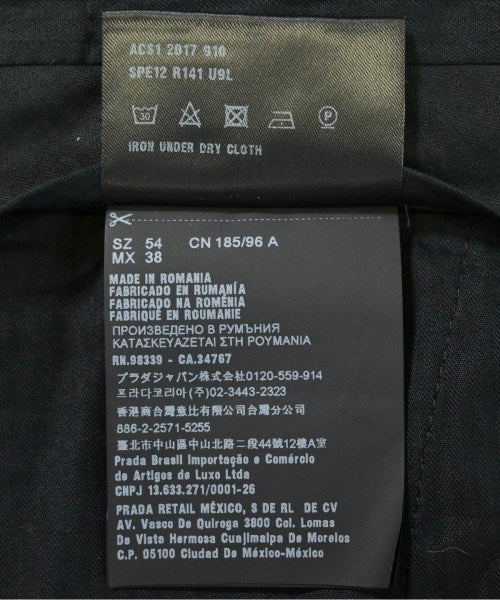 ACS1 2017 910
SPE12 R141 U9L
30 P
IRON UNDER DRY CLOTH
SZ 54 CN 185/96 A
MX 38
MADE IN ROMANIA
FABRICADO EN RUMANÍA
FABRICADO NA ROMÉNIA
FABRIQUÉ EN ROUMANIE
ПРОИЗВЕДЕНО В РУМЪНИЯ
ΚΑΤΑΣΚΕΥΑΖΕΤΑΙ ΣΤΗ ΡΟΥΜΑΝΙΑ
RN.98339 - CA.34767
プラダジャパン株式会社0120-559-914
프라다코리아(주)02-3443-2323
香港商台灣意比有限公司台灣分公司
886-2-2571-5255
臺北市中山區中山北路二段44號12樓A室
Prada Brasil Importação e Comércio
de Artigos de Luxo Ltda
CNPJ 13.633.271/0001-26
PRADA RETAIL MÉXICO, S DE RL DE CV
AV. Vasco De Quiroga 3800 Col. Lomas
De Vista Hermosa Cuajimalpa De Morelos
C.P. 05100 Ciudad De México-México